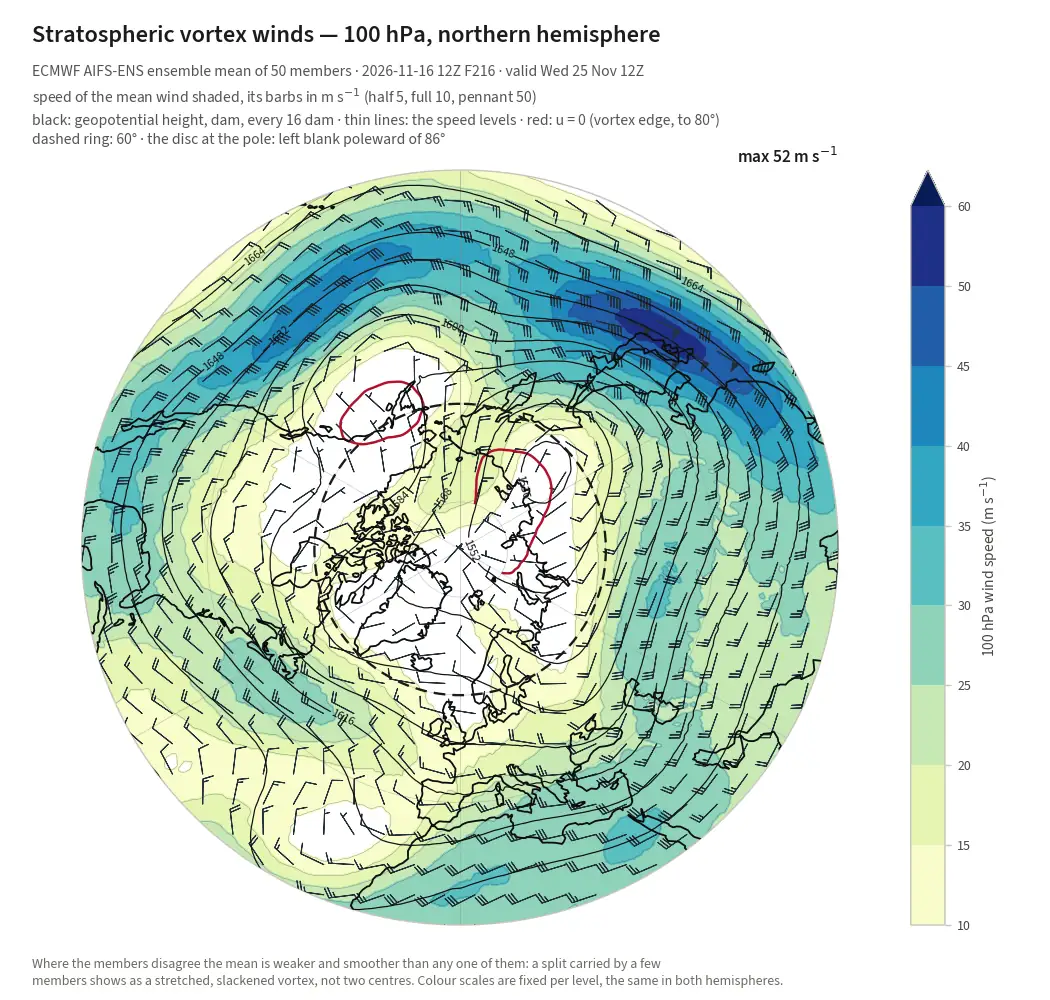 Stratospheric vortex winds — 100 hPa, northern hemisphere
ECMWF AIFS-ENS ensemble mean of 50 members · 2026-11-16 12Z F216 · valid Wed 25 Nov 12Z
speed of the mean wind shaded, its barbs in m s⁻¹ (half 5, full 10, pennant 50)
black: geopotential height, dam, every 16 dam · thin lines: the speed levels · red: u = 0 (vortex edge, to 80°)
dashed ring: 60° · the disc at the pole: left blank poleward of 86°
max 52 m s⁻¹
1664
1648
1664
1600
1632
1648
1584
1568
1552
1616
60
50
45
40
35
30
25
20
15
10
100 hPa wind speed (m s⁻¹)
Where the members disagree the mean is weaker and smoother than any one of them: a split carried by a few
members shows as a stretched, slackened vortex, not two centres. Colour scales are fixed per level, the same in both hemispheres.